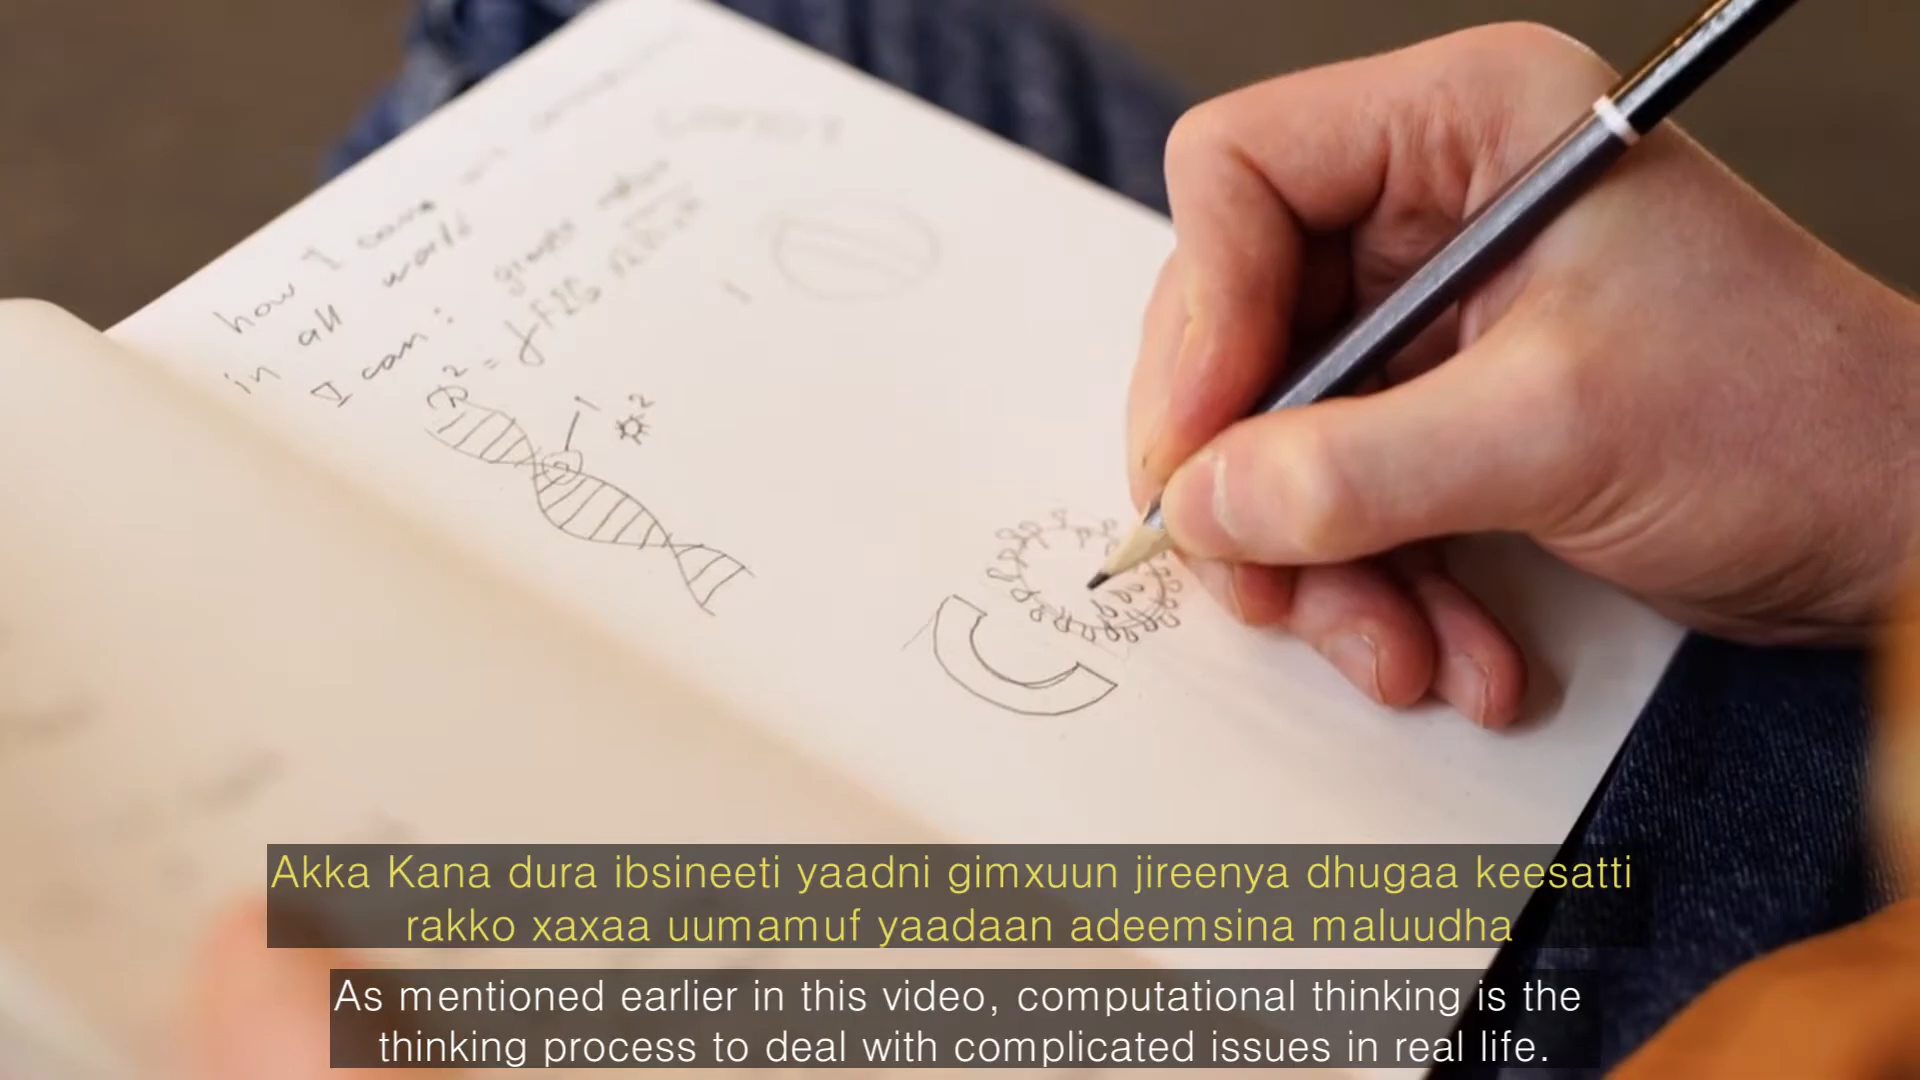 how I can
in all world
I can:
Akka Kana dura ibsineeti yaadni gimxuun jireenya dhugaa keesatti
rakko xaxaa uumamuf yaadaan adeemsina maluudha
As mentioned earlier in this video, computational thinking is the
thinking process to deal with complicated issues in real life.